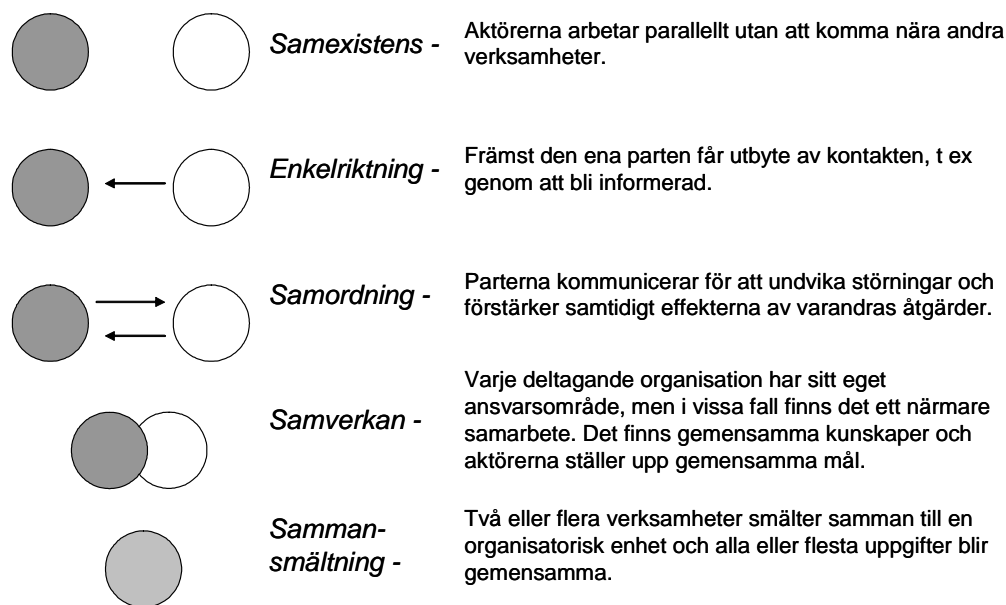 Samexistens -
Aktörerna arbetar parallellt utan att komma nära andra
verksamheter.
Enkelriktning -
Främst den ena parten får utbyte av kontakten, t ex
genom att bli informerad.
Samordning -
Parterna kommunicerar för att undvika störningar och
förstärker samtidigt effekterna av varandras åtgärder.
Samverkan -
Varje deltagande organisation har sitt eget
ansvarsområde, men i vissa fall finns det ett närmare
samarbete. Det finns gemensamma kunskaper och
aktörerna ställer upp gemensamma mål.
Samman-
smältning -
Två eller flera verksamheter smälter samman till en
organisatorisk enhet och alla eller flesta uppgifter blir
gemensamma.